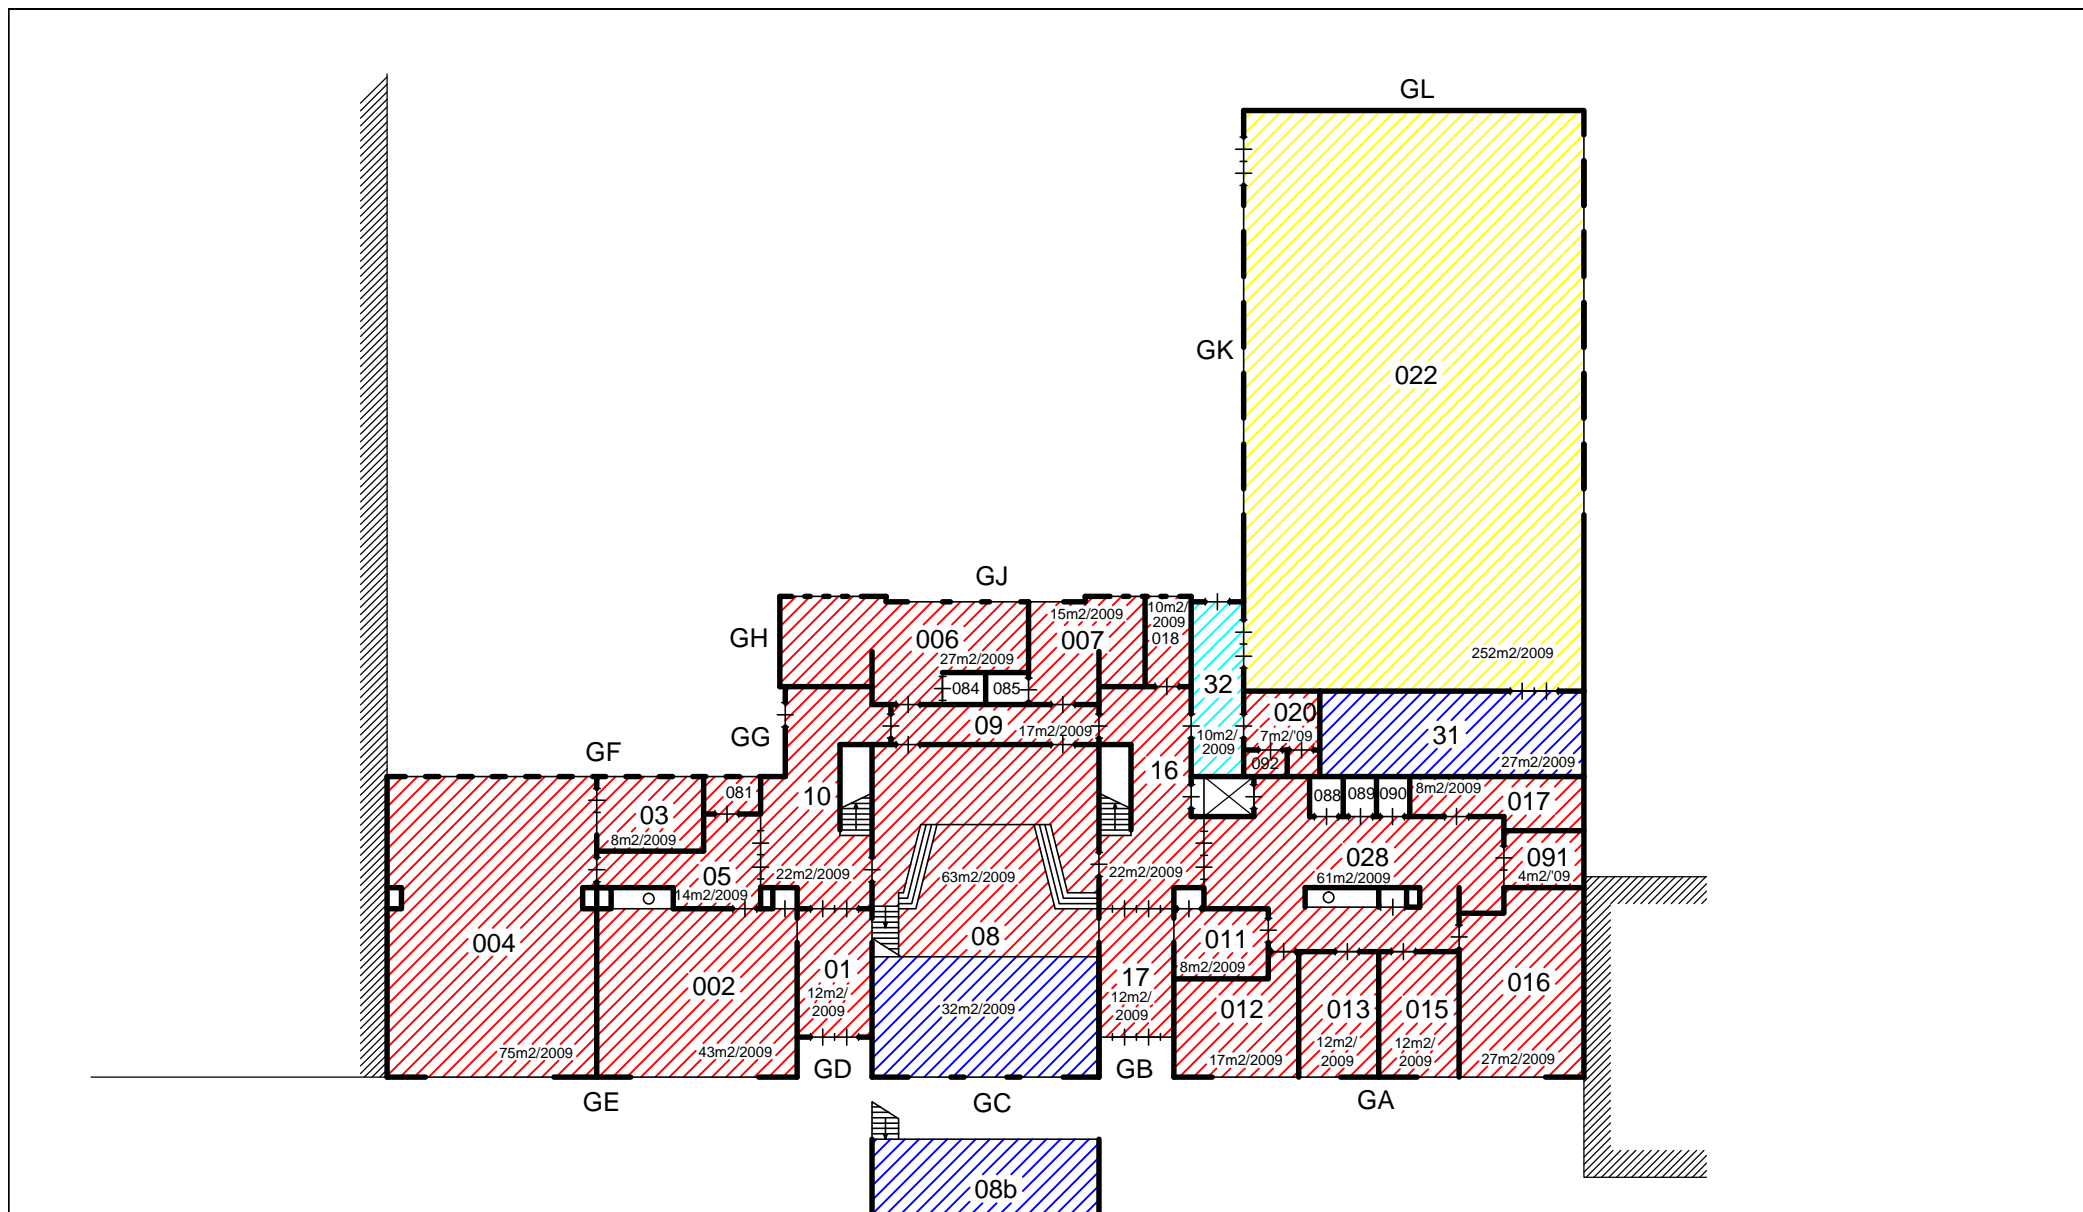 GL
GK
022
252m2/2009
GJ
GH
006
27m2/2009
084
085
15m2/2009
007
10m2/
2009
018
32
10m2/
2009
020
7m2/'09
092
31
27m2/2009
GG
09
17m2/2009
GF
081
03
8m2/2009
10
22m2/2009
16
22m2/2009
088
089
090
8m2/2009
017
05
14m2/2009
63m2/2009
028
61m2/2009
091
4m2/'09
004
75m2/2009
002
43m2/2009
01
12m2/
2009
08
32m2/2009
17
12m2/
2009
011
8m2/2009
012
17m2/2009
013
12m2/
2009
015
12m2/
2009
016
27m2/2009
GE
GD
GC
GB
GA
08b